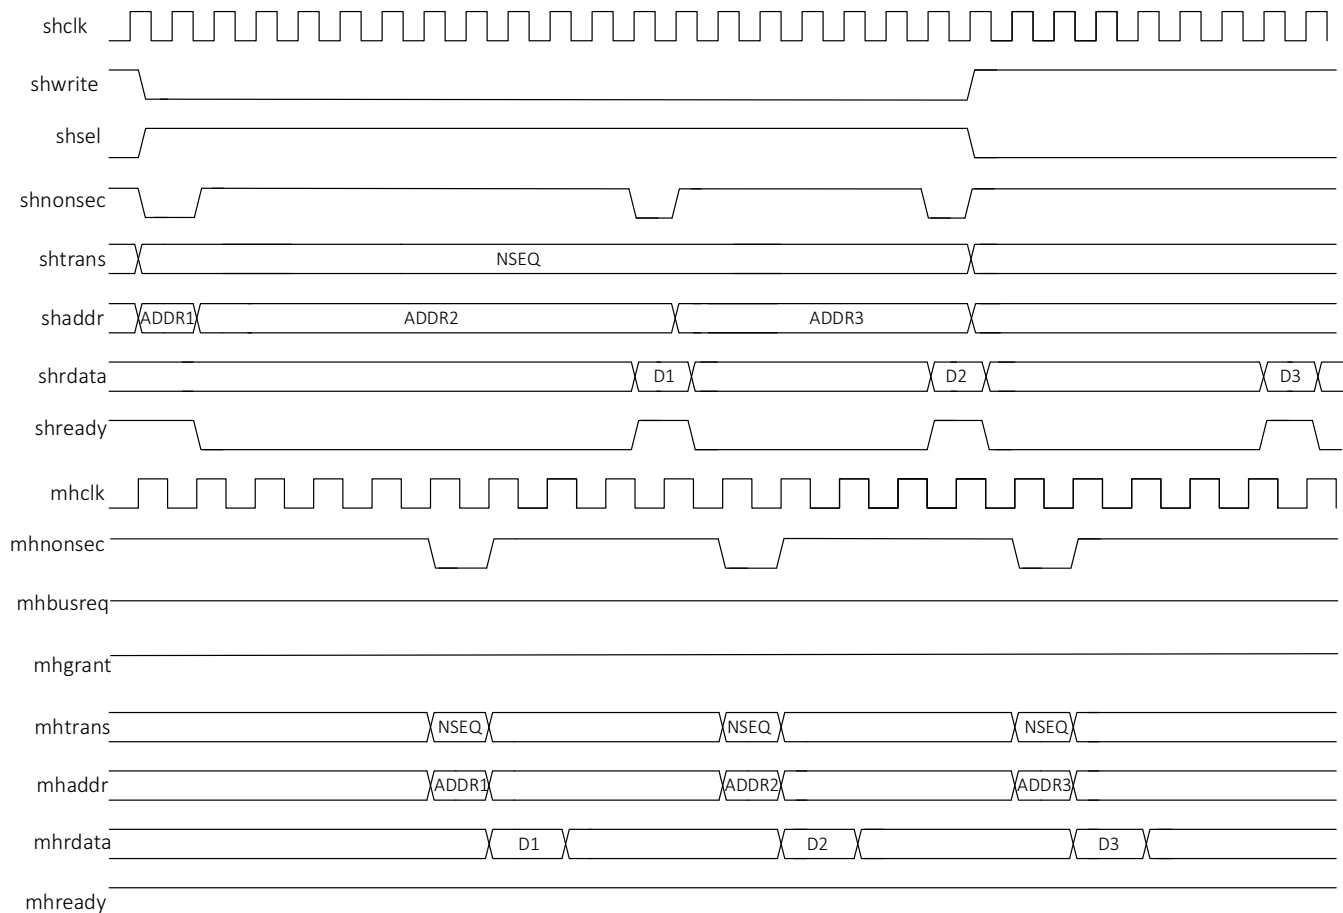 shclk
shwrite
shsel
shnonsec
shtrans NSEQ
shaddr ADDR1 ADDR2 ADDR3
shrdata D1 D2 D3
shready
mhclk
mhnonsec
mhbusreq
mhgrant
mhtrans NSEQ NSEQ NSEQ
mhaddr ADDR1 ADDR2 ADDR3
mhrdata D1 D2 D3
mhready